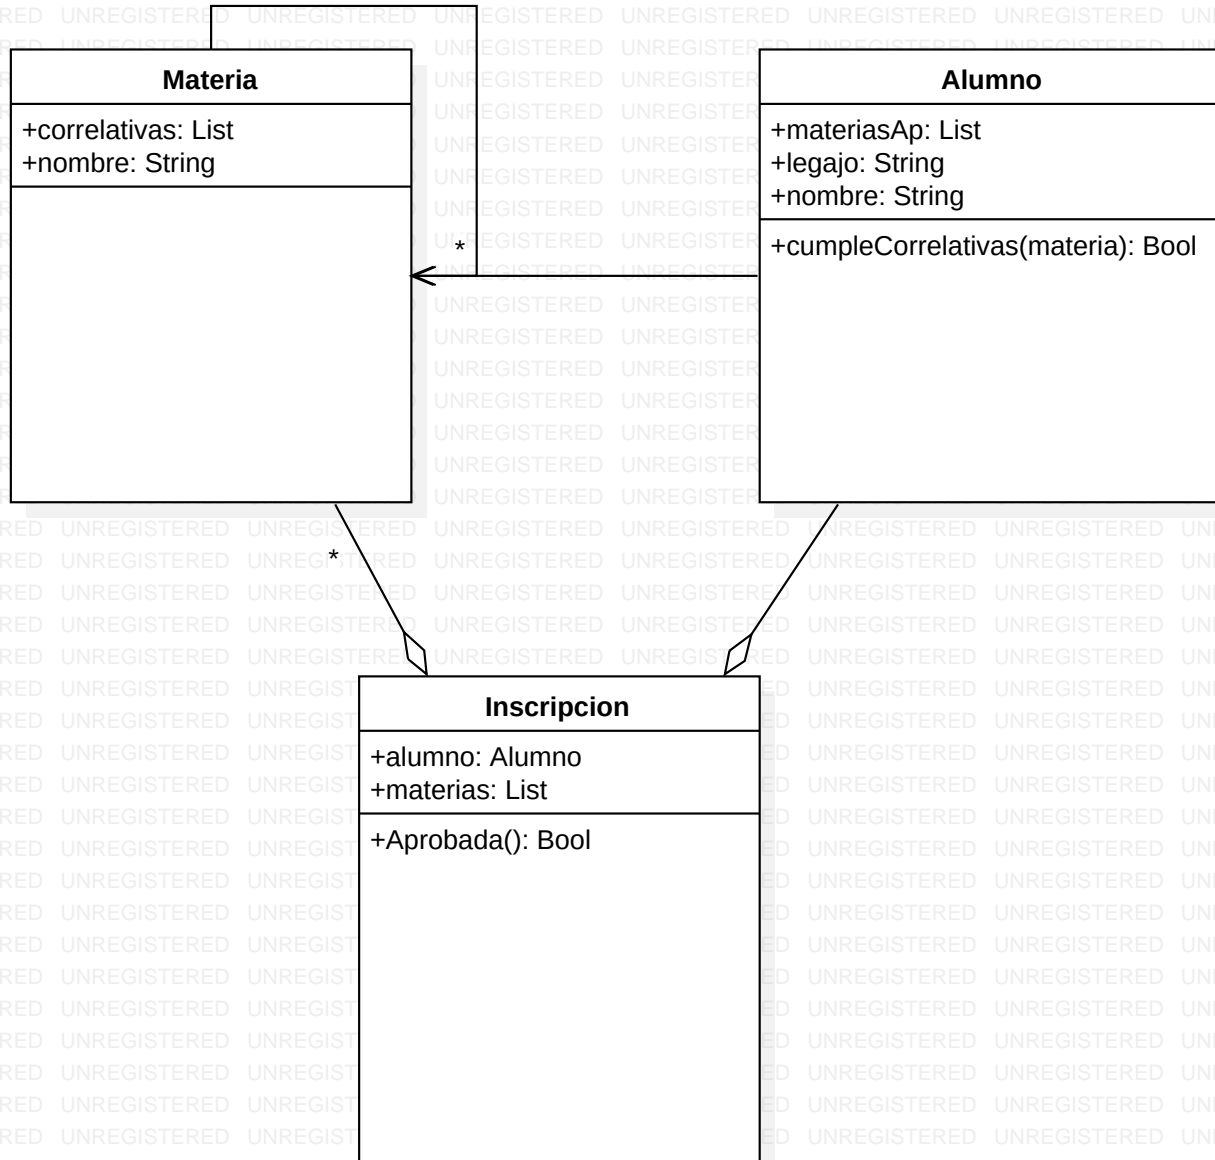 Materia
+correlativas: List
+nombre: String
Alumno
+materiasAp: List
+legajo: String
+nombre: String
+cumpleCorrelativas(materia): Bool
*
*
Inscripcion
+alumno: Alumno
+materias: List
+Aprobada(): Bool
UNREGISTERED